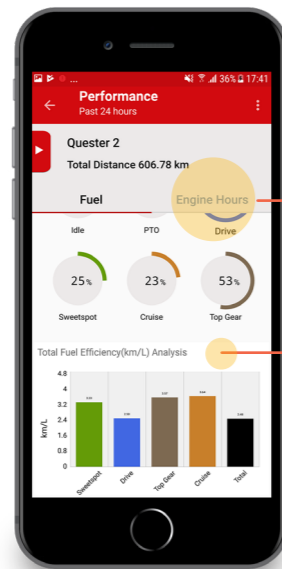 36% 17:41
Performance
Past 24 hours
Quester 2
Total Distance 606.78 km
Fuel Engine Hours
Idle PTO Drive
25% 23% 53%
Sweetspot Cruise Top Gear
Total Fuel Efficiency(km/L) Analysis
km/L
4.8
4
3.2
2.4
1.6
0.8
0
Sweetspot Drive Top Gear Cruise Total